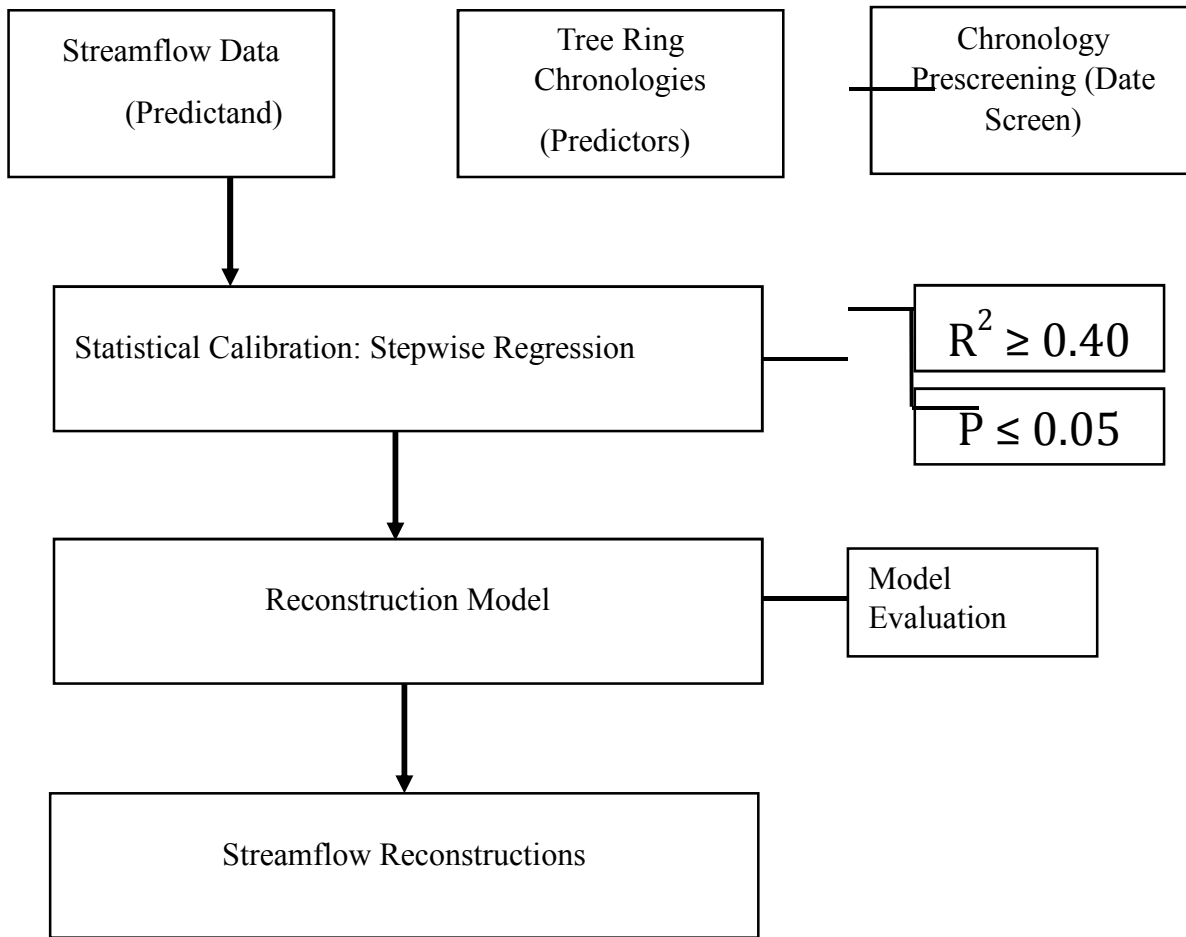 Streamflow Data
(Predictand)
Tree Ring
Chronologies
(Predictors)
Chronology
Prescreening (Date
Screen)
Statistical Calibration: Stepwise Regression
R² ≥ 0.40
P ≤ 0.05
Reconstruction Model
Model
Evaluation
Streamflow Reconstructions